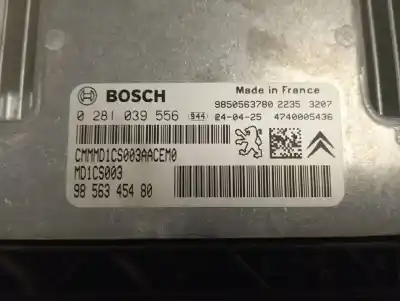 BOSCH
Made in France
0 281 039 556
944
9850563780 2235 3207
24-04-25
4740005436
CMMMD1CS003AACEM0
MD1CS003
98 563 454 80